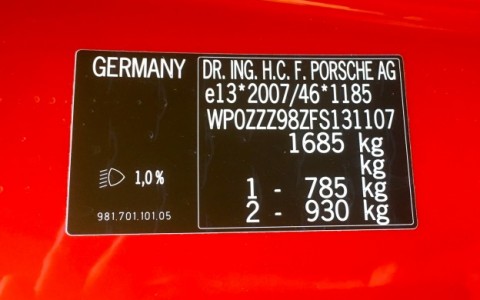 GERMANY
1,0%
981.701.101.05
DR. ING. H.C. F. PORSCHE AG
e13*2007/46*1185
WP0ZZZ98ZFS131107
1685 kg
kg
1 - 785 kg
2 - 930 kg